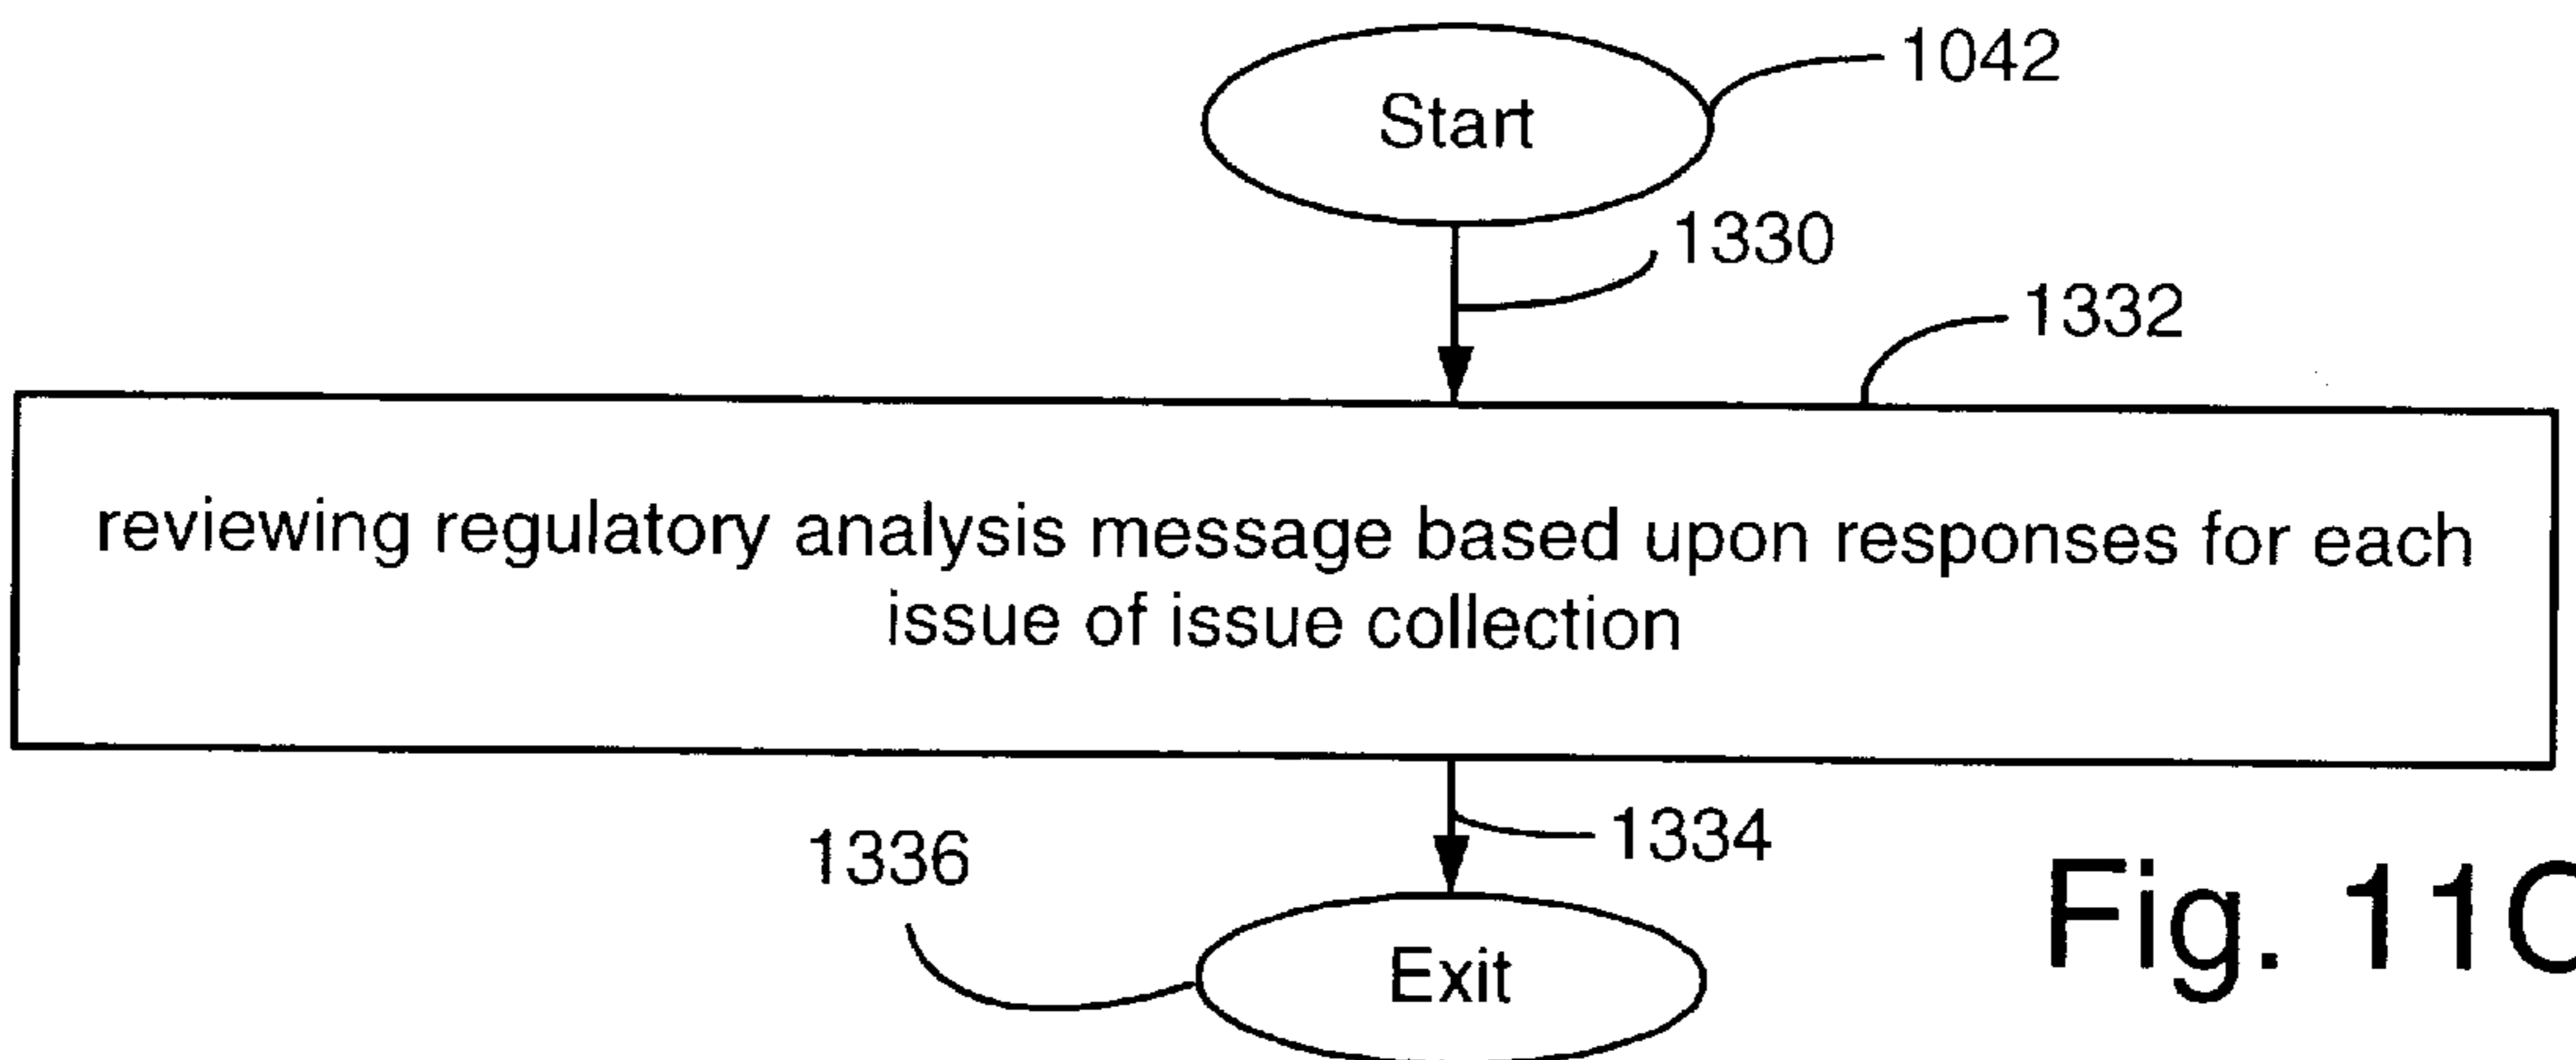 Start
1042
1330
1332
reviewing regulatory analysis message based upon responses for each
issue of issue collection
1334
1336
Exit
Fig.